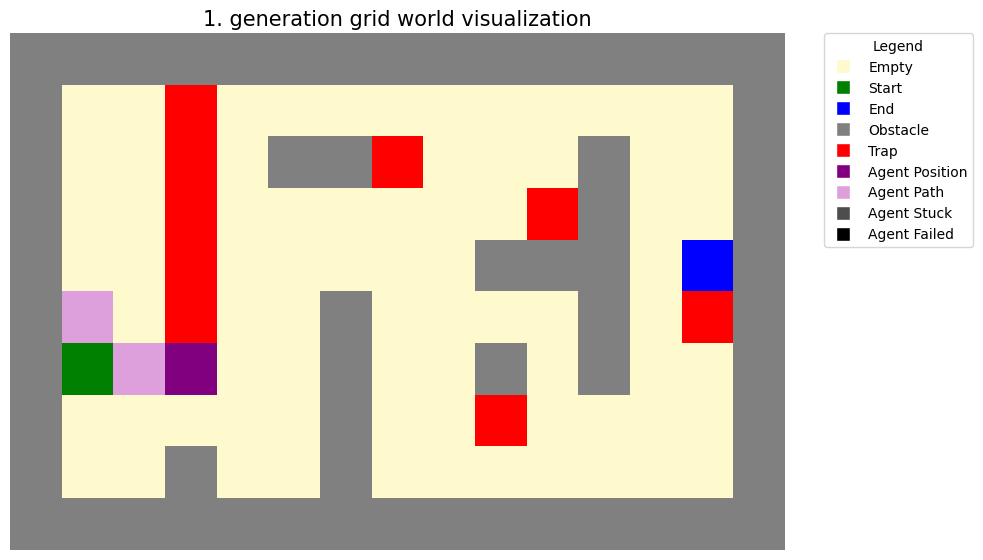 1. generation grid world visualization
Legend
Empty
Start
End
Obstacle
Trap
Agent Position
Agent Path
Agent Stuck
Agent Failed